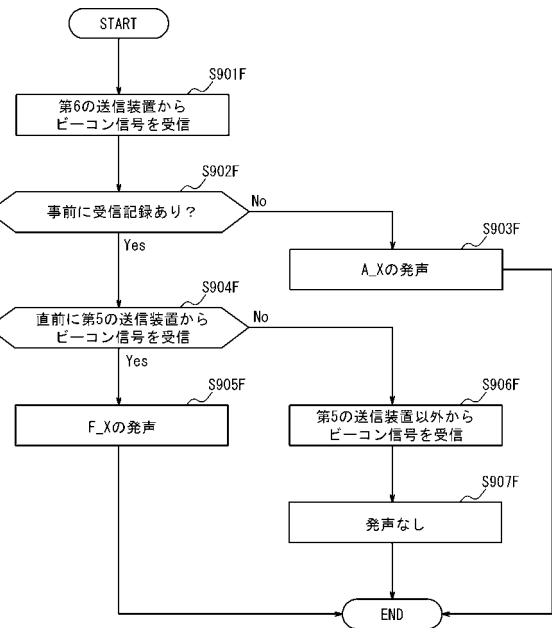 START
S901F
第6の送信装置から
ビーコン信号を受信
S902F
事前に受信記録あり？
No
Yes
S903F
A_Xの発声
S904F
直前に第5の送信装置から
ビーコン信号を受信
No
Yes
S905F
F_Xの発声
S906F
第5の送信装置以外から
ビーコン信号を受信
S907F
発声なし
END